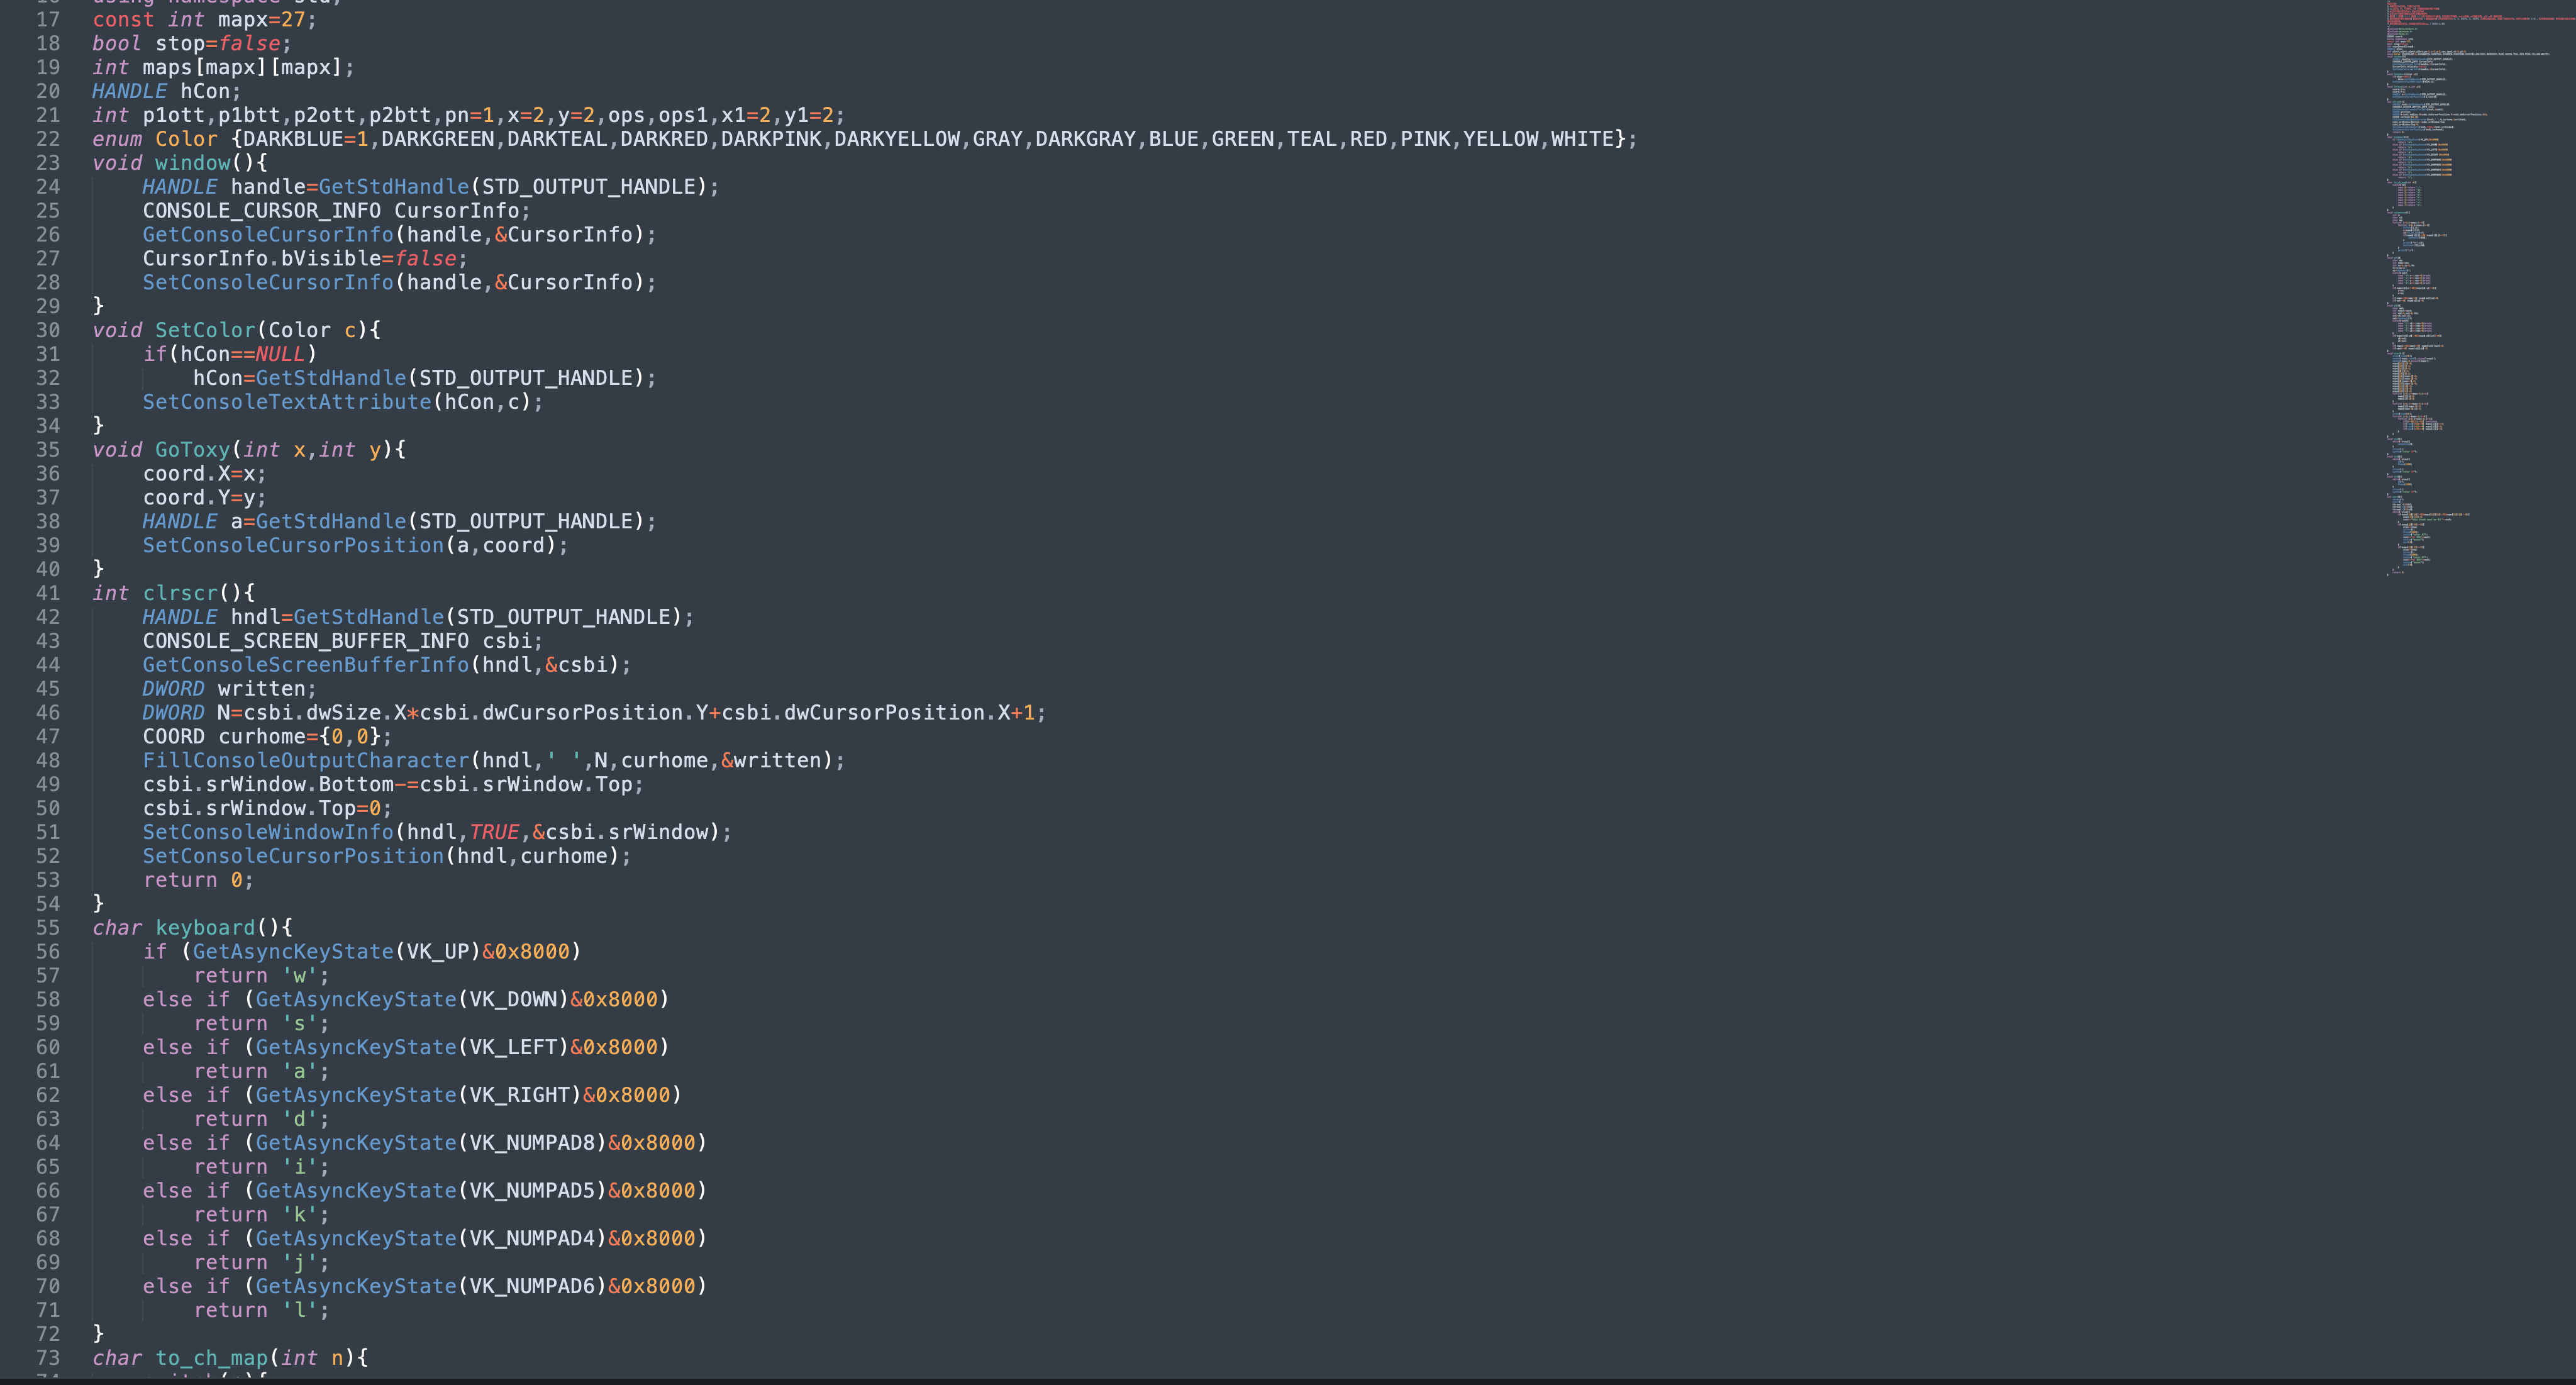 using namespace std;
17 const int mapx=27;
18 bool stop=false;
19 int maps[mapx][mapx];
20 HANDLE hCon;
21 int p1ott,p1btt,p2ott,p2btt,pn=1,x=2,y=2,ops,ops1,x1=2,y1=2;
22 enum Color {DARKBLUE=1,DARKGREEN,DARKTEAL,DARKRED,DARKPINK,DARKYELLOW,GRAY,DARKGRAY,BLUE,GREEN,TEAL,RED,PINK,YELLOW,WHITE};
23 void window(){
24     HANDLE handle=GetStdHandle(STD_OUTPUT_HANDLE);
25     CONSOLE_CURSOR_INFO CursorInfo;
26     GetConsoleCursorInfo(handle,&CursorInfo);
27     CursorInfo.bVisible=false;
28     SetConsoleCursorInfo(handle,&CursorInfo);
29 }
30 void SetColor(Color c){
31     if(hCon==NULL)
32         hCon=GetStdHandle(STD_OUTPUT_HANDLE);
33     SetConsoleTextAttribute(hCon,c);
34 }
35 void GoToxy(int x,int y){
36     coord.X=x;
37     coord.Y=y;
38     HANDLE a=GetStdHandle(STD_OUTPUT_HANDLE);
39     SetConsoleCursorPosition(a,coord);
40 }
41 int clrscr(){
42     HANDLE hndl=GetStdHandle(STD_OUTPUT_HANDLE);
43     CONSOLE_SCREEN_BUFFER_INFO csbi;
44     GetConsoleScreenBufferInfo(hndl,&csbi);
45     DWORD written;
46     DWORD N=csbi.dwSize.X*csbi.dwCursorPosition.Y+csbi.dwCursorPosition.X+1;
47     COORD curhome={0,0};
48     FillConsoleOutputCharacter(hndl,' ',N,curhome,&written);
49     csbi.srWindow.Bottom-=csbi.srWindow.Top;
50     csbi.srWindow.Top=0;
51     SetConsoleWindowInfo(hndl,TRUE,&csbi.srWindow);
52     SetConsoleCursorPosition(hndl,curhome);
53     return 0;
54 }
55 char keyboard(){
56     if (GetAsyncKeyState(VK_UP)&0x8000)
57         return 'w';
58     else if (GetAsyncKeyState(VK_DOWN)&0x8000)
59         return 's';
60     else if (GetAsyncKeyState(VK_LEFT)&0x8000)
61         return 'a';
62     else if (GetAsyncKeyState(VK_RIGHT)&0x8000)
63         return 'd';
64     else if (GetAsyncKeyState(VK_NUMPAD8)&0x8000)
65         return 'i';
66     else if (GetAsyncKeyState(VK_NUMPAD5)&0x8000)
67         return 'k';
68     else if (GetAsyncKeyState(VK_NUMPAD4)&0x8000)
69         return 'j';
70     else if (GetAsyncKeyState(VK_NUMPAD6)&0x8000)
71         return 'l';
72 }
73 char to_ch_map(int n){